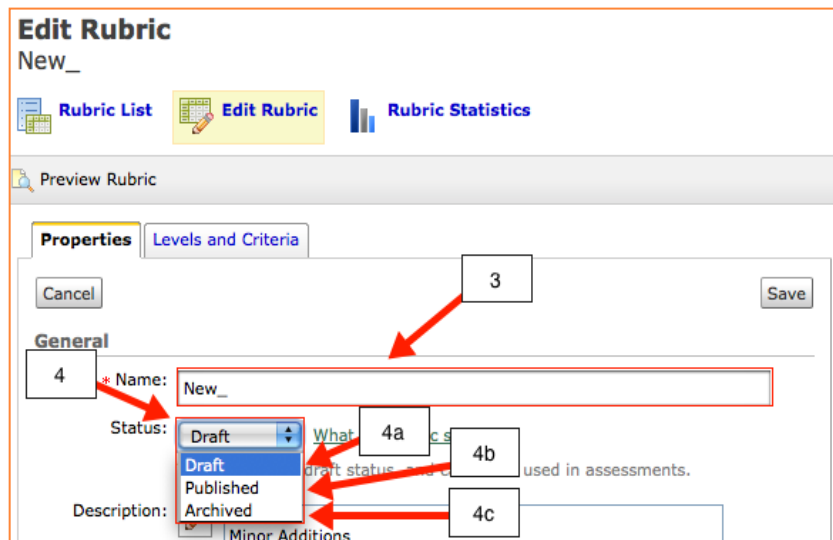 Edit Rubric
New_
Rubric List Edit Rubric Rubric Statistics
Preview Rubric
Properties Levels and Criteria
3
Cancel Save
General
4
* Name: New_
Status: Draft What c s
4a
Draft draft status, and c used in assessments.
4b
Published
Description: Archived
4c
Minor Additions